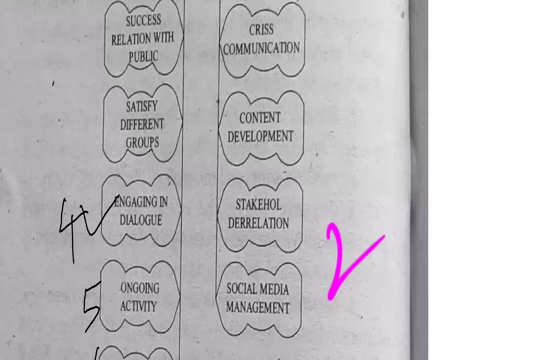 SUCCESS
RELATION WITH
PUBLIC
CRISS
COMMUNICATION
SATISFY
DIFFERENT
GROUPS
CONTENT
DEVELOPMENT
4
ENGAGING IN
DIALOGUE
STAKEHOL
DERRELATION
2
5
ONGOING
ACTIVITY
SOCIAL MEDIA
MANAGEMENT